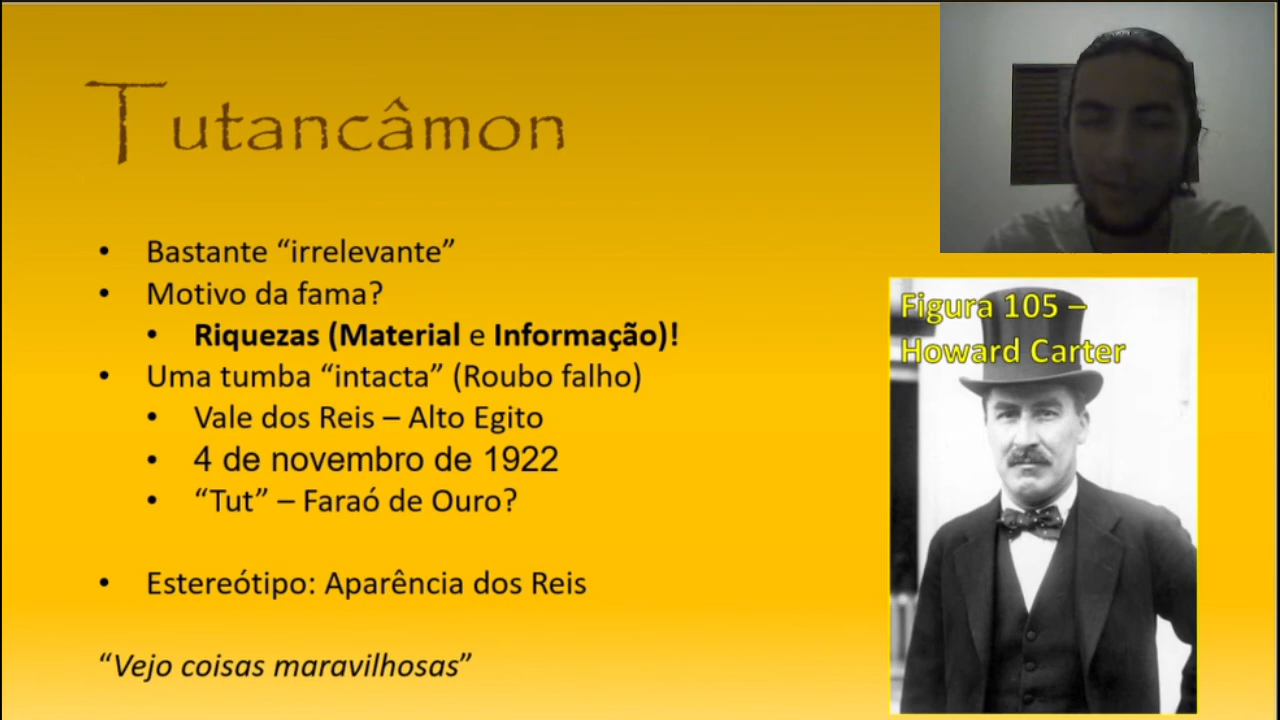 Tutancâmon
• Bastante “irrelevante”
• Motivo da fama?
• Riquezas (Material e Informação)!
• Uma tumba “intacta” (Roubo falho)
• Vale dos Reis – Alto Egito
• 4 de novembro de 1922
• “Tut” – Faraó de Ouro?
• Estereótipo: Aparência dos Reis
“Vejo coisas maravilhosas”
Figura 105 –
Howard Carter